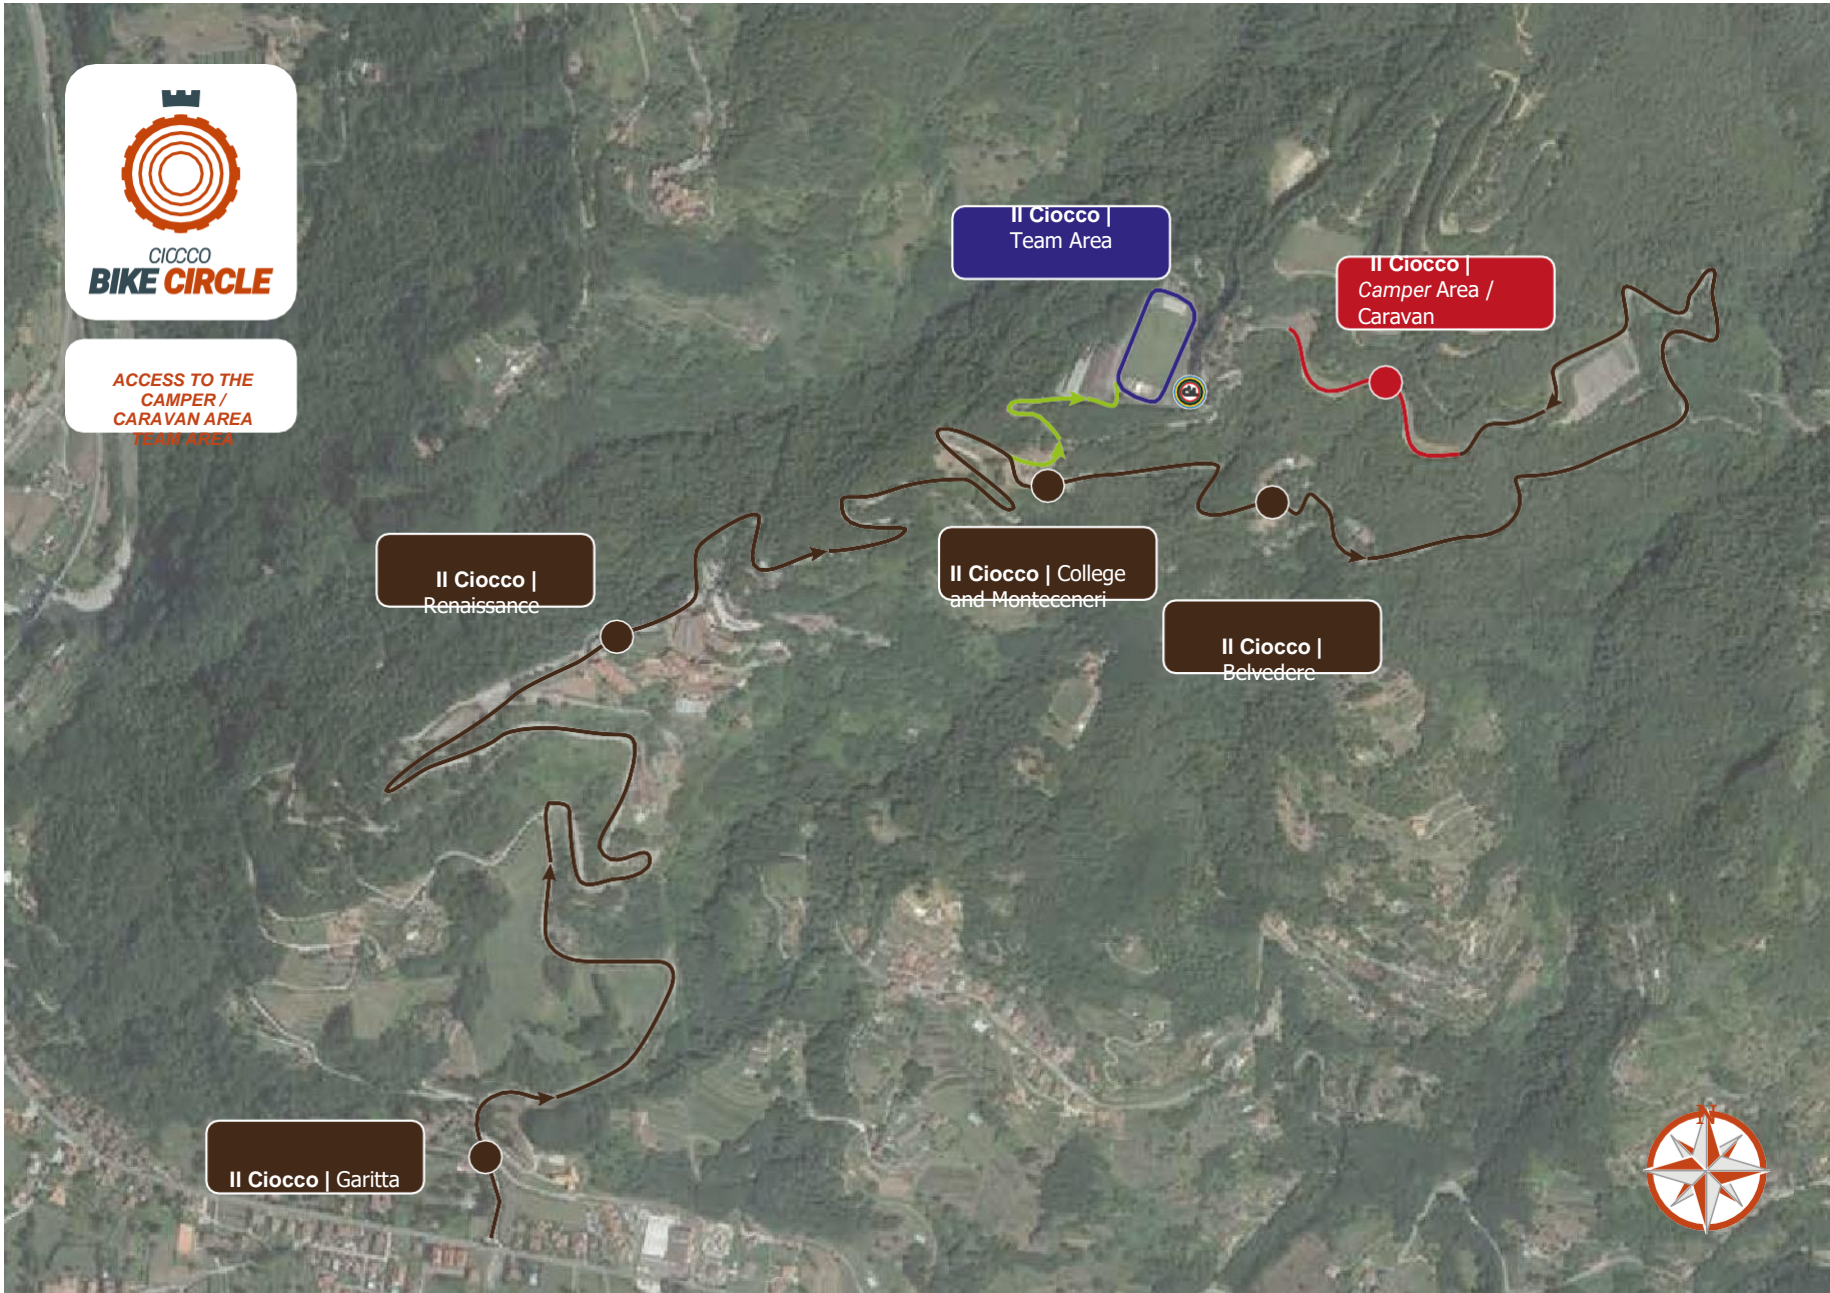 CIOCCO
BIKE CIRCLE
ACCESS TO THE
CAMPER /
CARAVAN AREA
TEAM AREA
Il Ciocco |
Team Area
Il Ciocco |
Camper Area /
Caravan
Il Ciocco |
Renaissance
Il Ciocco | College
and Monteceneri
Il Ciocco |
Belvedere
Il Ciocco | Garitta
N